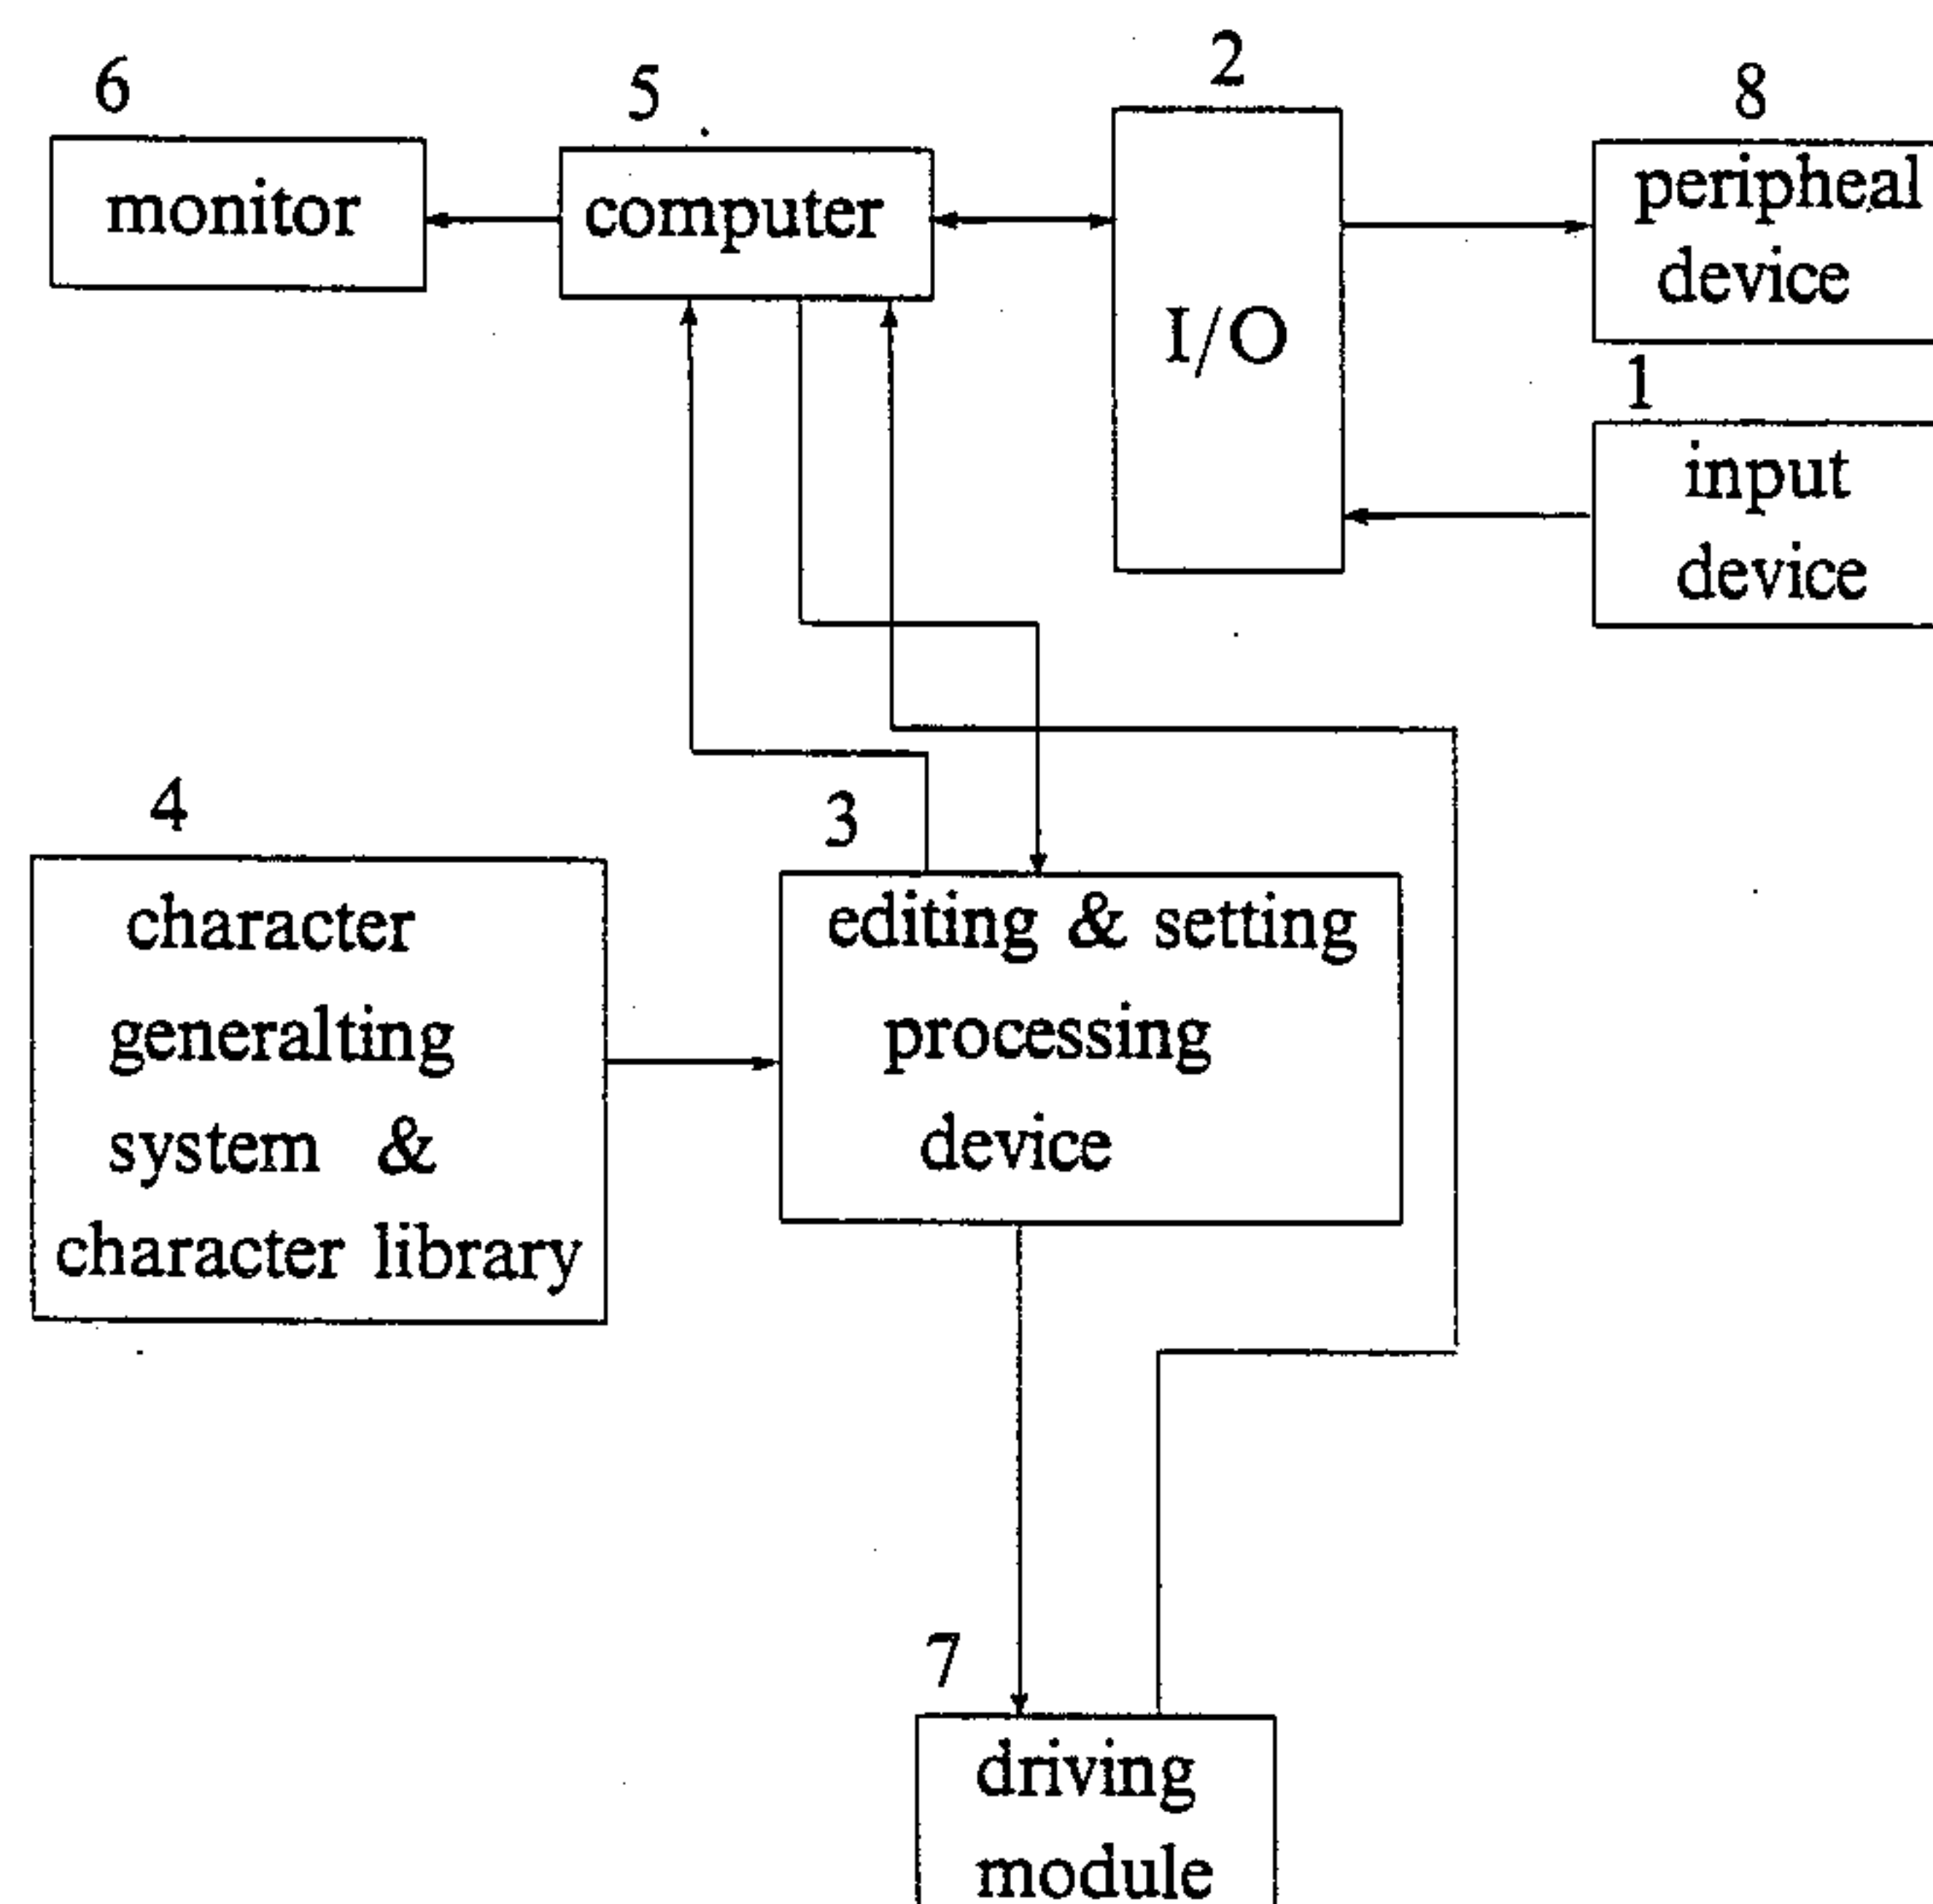 6
monitor
5
computer
2
I/O
8
peripheal
device
1
input
device
4
character
generalting
system &
character library
3
editing & setting
processing
device
7
driving
module